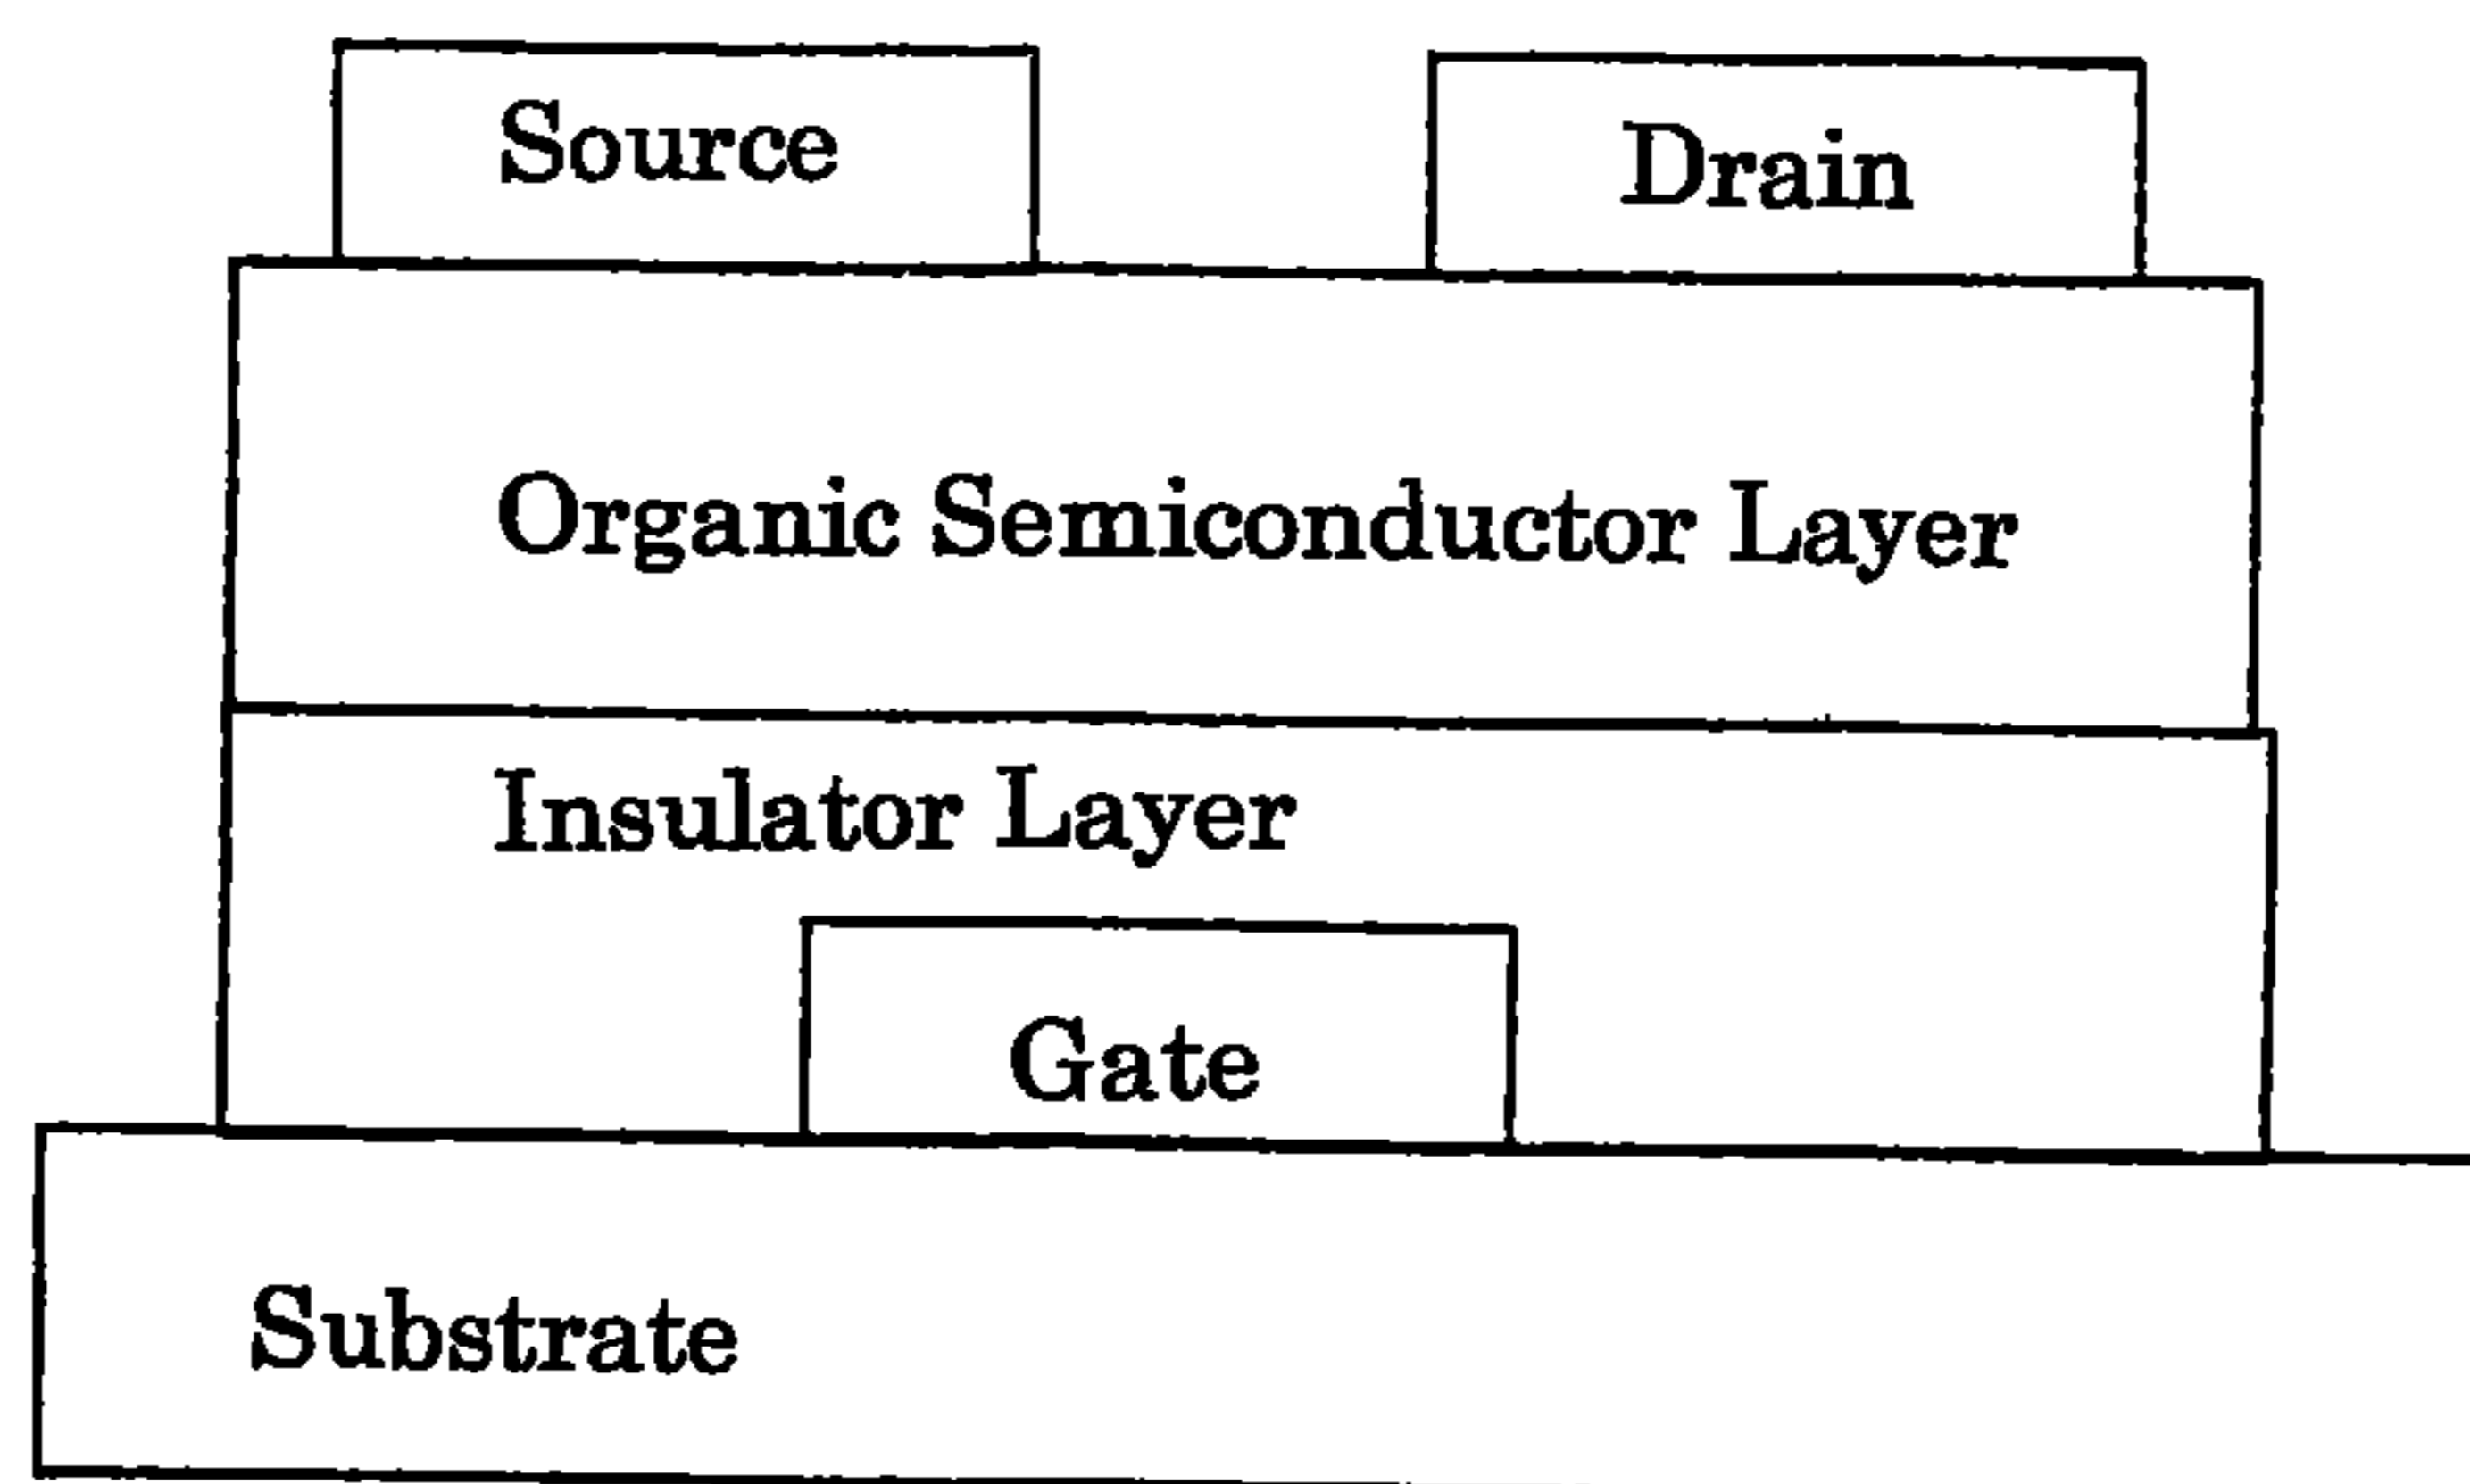 Source
Drain
Organic Semiconductor Layer
Insulator Layer
Gate
Substrate